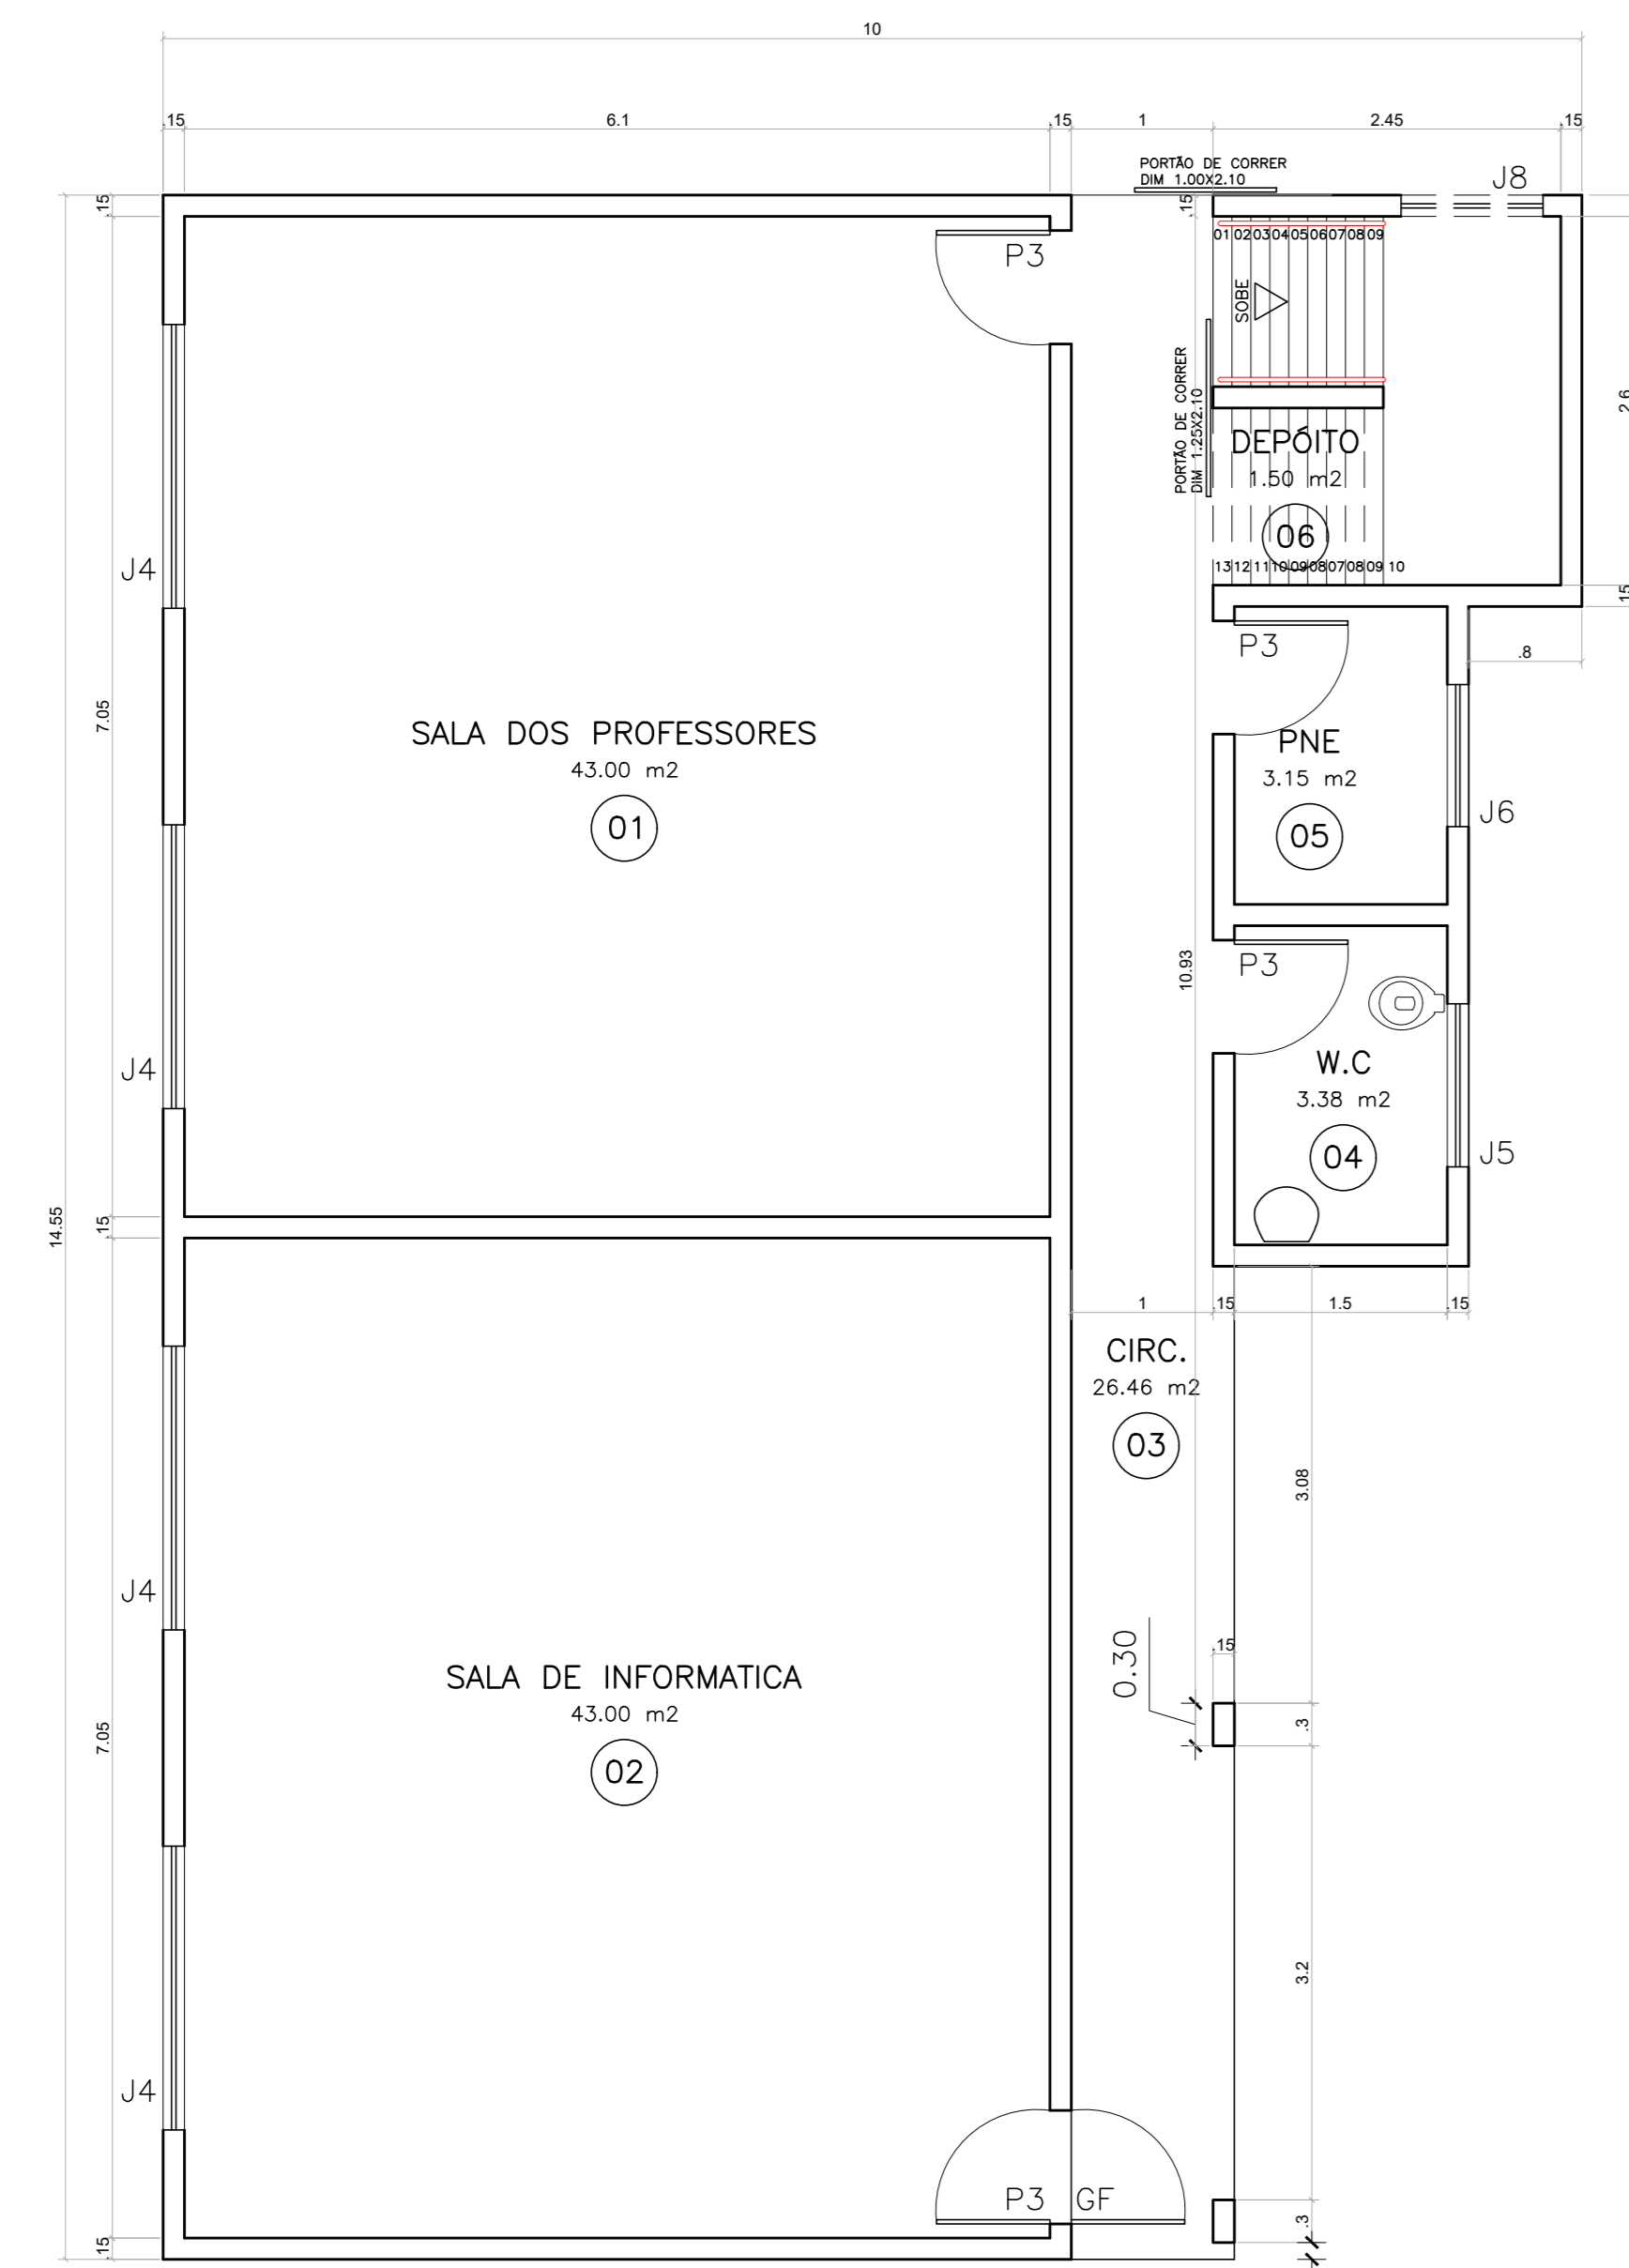 10
.15
6.1
.15
1
2.45
.15
PORTÃO DE CORRER
DIM 1.00X2.10
J8
.15
.15
P3
01 02 03 04 05 06 07 08 09
SOBE
PORTÃO DE CORRER
DIM 1.25X2.10
2.6
DEPÓITO
1.50 m2
06
13 12 11 10 09 08 07 08 09 10
.15
J4
P3
.8
7.05
SALA DOS PROFESSORES
43.00 m2
01
PNE
3.15 m2
05
J6
10.93
P3
J4
W.C
3.38 m2
04
J5
14.55
.15
1
.15
1.5
.15
CIRC.
26.46 m2
03
3.08
J4
0.30
.15
SALA DE INFORMATICA
43.00 m2
02
.3
7.05
3.2
J4
P3
GF
.3
.15